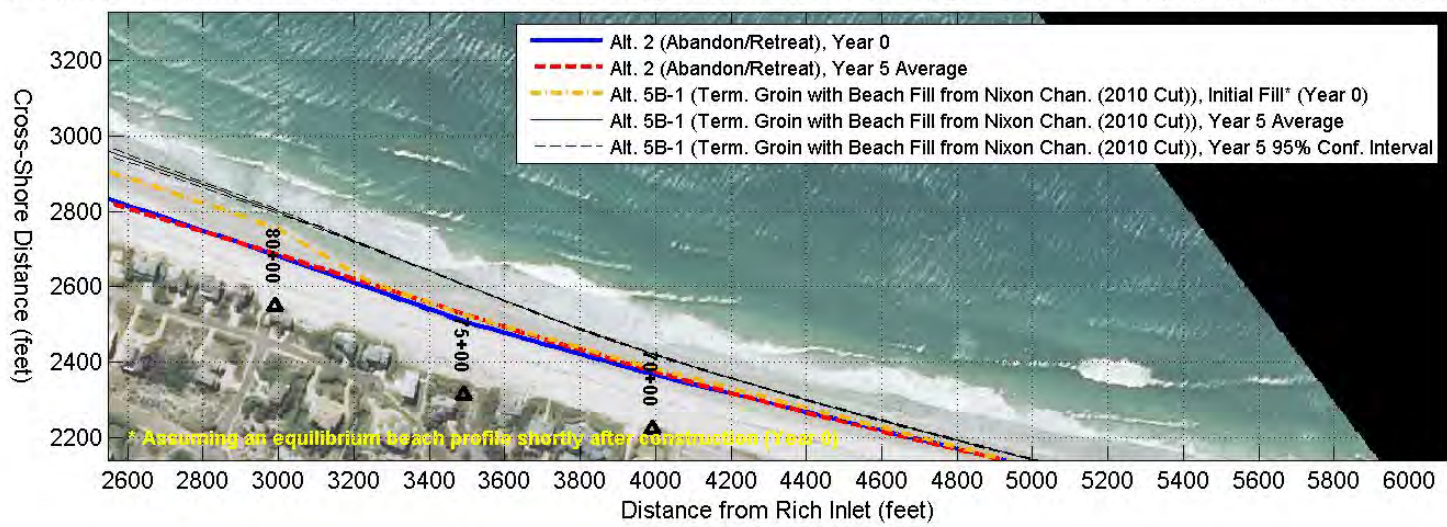 3200
3000
2800
2600
2400
2200
Cross-Shore Distance (feet)
Alt. 2 (Abandon/Retreat), Year 0
Alt. 2 (Abandon/Retreat), Year 5 Average
Alt. 5B-1 (Term. Groin with Beach Fill from Nixon Chan. (2010 Cut)), Initial Fill* (Year 0)
Alt. 5B-1 (Term. Groin with Beach Fill from Nixon Chan. (2010 Cut)), Year 5 Average
Alt. 5B-1 (Term. Groin with Beach Fill from Nixon Chan. (2010 Cut)), Year 5 95% Conf. Interval
80+00
75+00
70+00
* Assuming an equilibrium beach profile shortly after construction (Year 0)
2600 2800 3000 3200 3400 3600 3800 4000 4200 4400 4600 4800 5000 5200 5400 5600 5800 6000
Distance from Rich Inlet (feet)